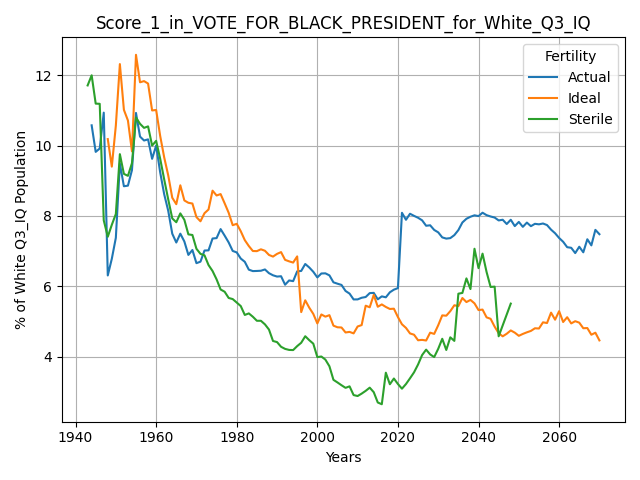 Score_1_in_VOTE_FOR_BLACK_PRESIDENT_for_White_Q3_IQ
% of White Q3_IQ Population
12
10
8
6
4
Fertility
Actual
Ideal
Sterile
1940 1960 1980 2000 2020 2040 2060
Years